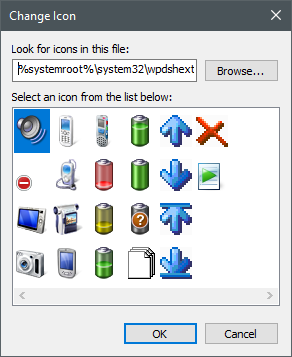 Change Icon
Look for icons in this file:
%systemroot%\system32\wpdshext
Browse...
Select an icon from the list below:
OK
Cancel